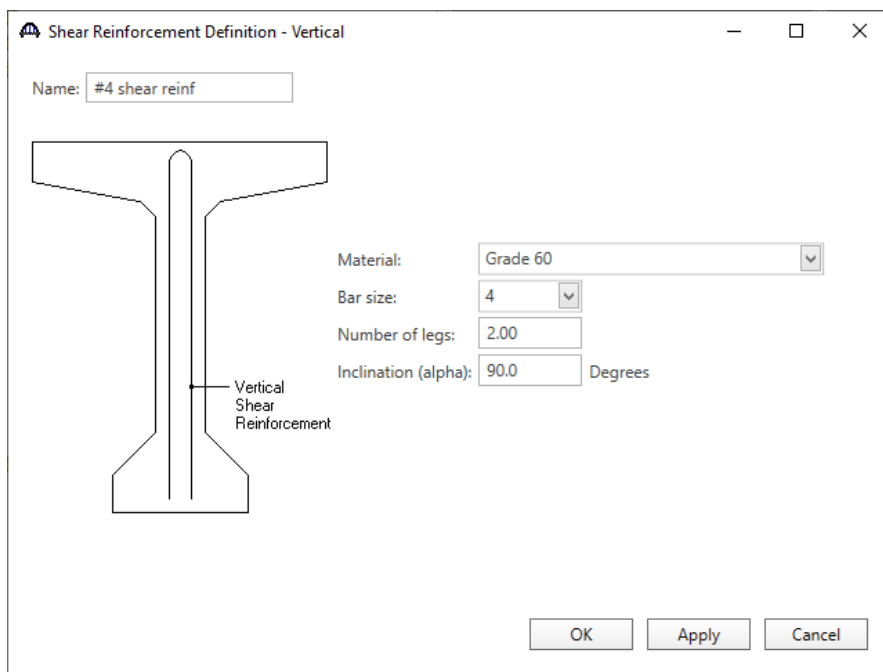 Shear Reinforcement Definition - Vertical
Name: #4 shear reinf
Material: Grade 60
Bar size: 4
Number of legs: 2.00
Inclination (alpha): 90.0 Degrees
Vertical
Shear
Reinforcement
OK Apply Cancel